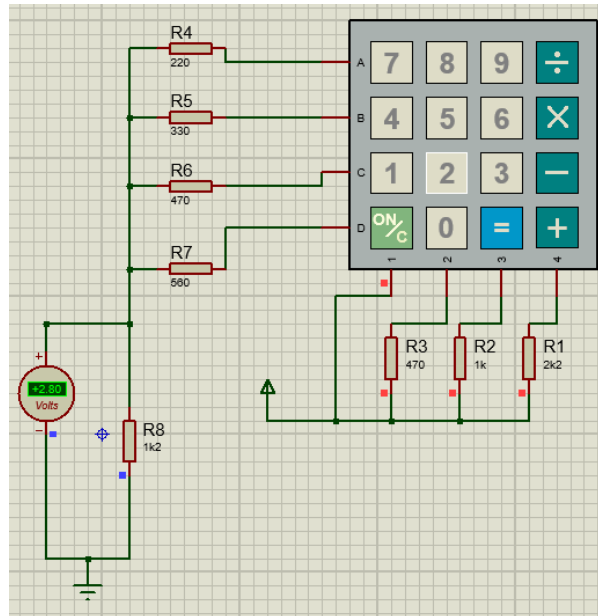 R4
220
A
7 8 9 ÷
R5
330
B
4 5 6 ×
R6
470
C
1 2 3 −
R7
560
D
ON/C 0 = +
1 2 3 4
R3
470
R2
1k
R1
2k2
+
+2.80
Volts
−
R8
1k2